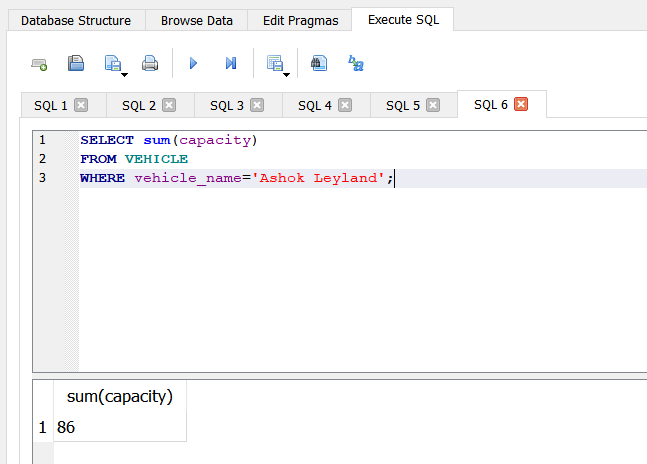 Database Structure Browse Data Edit Pragmas Execute SQL
SQL 1 SQL 2 SQL 3 SQL 4 SQL 5 SQL 6
1 SELECT sum(capacity)
2 FROM VEHICLE
3 WHERE vehicle_name='Ashok Leyland';
sum(capacity)
1 86